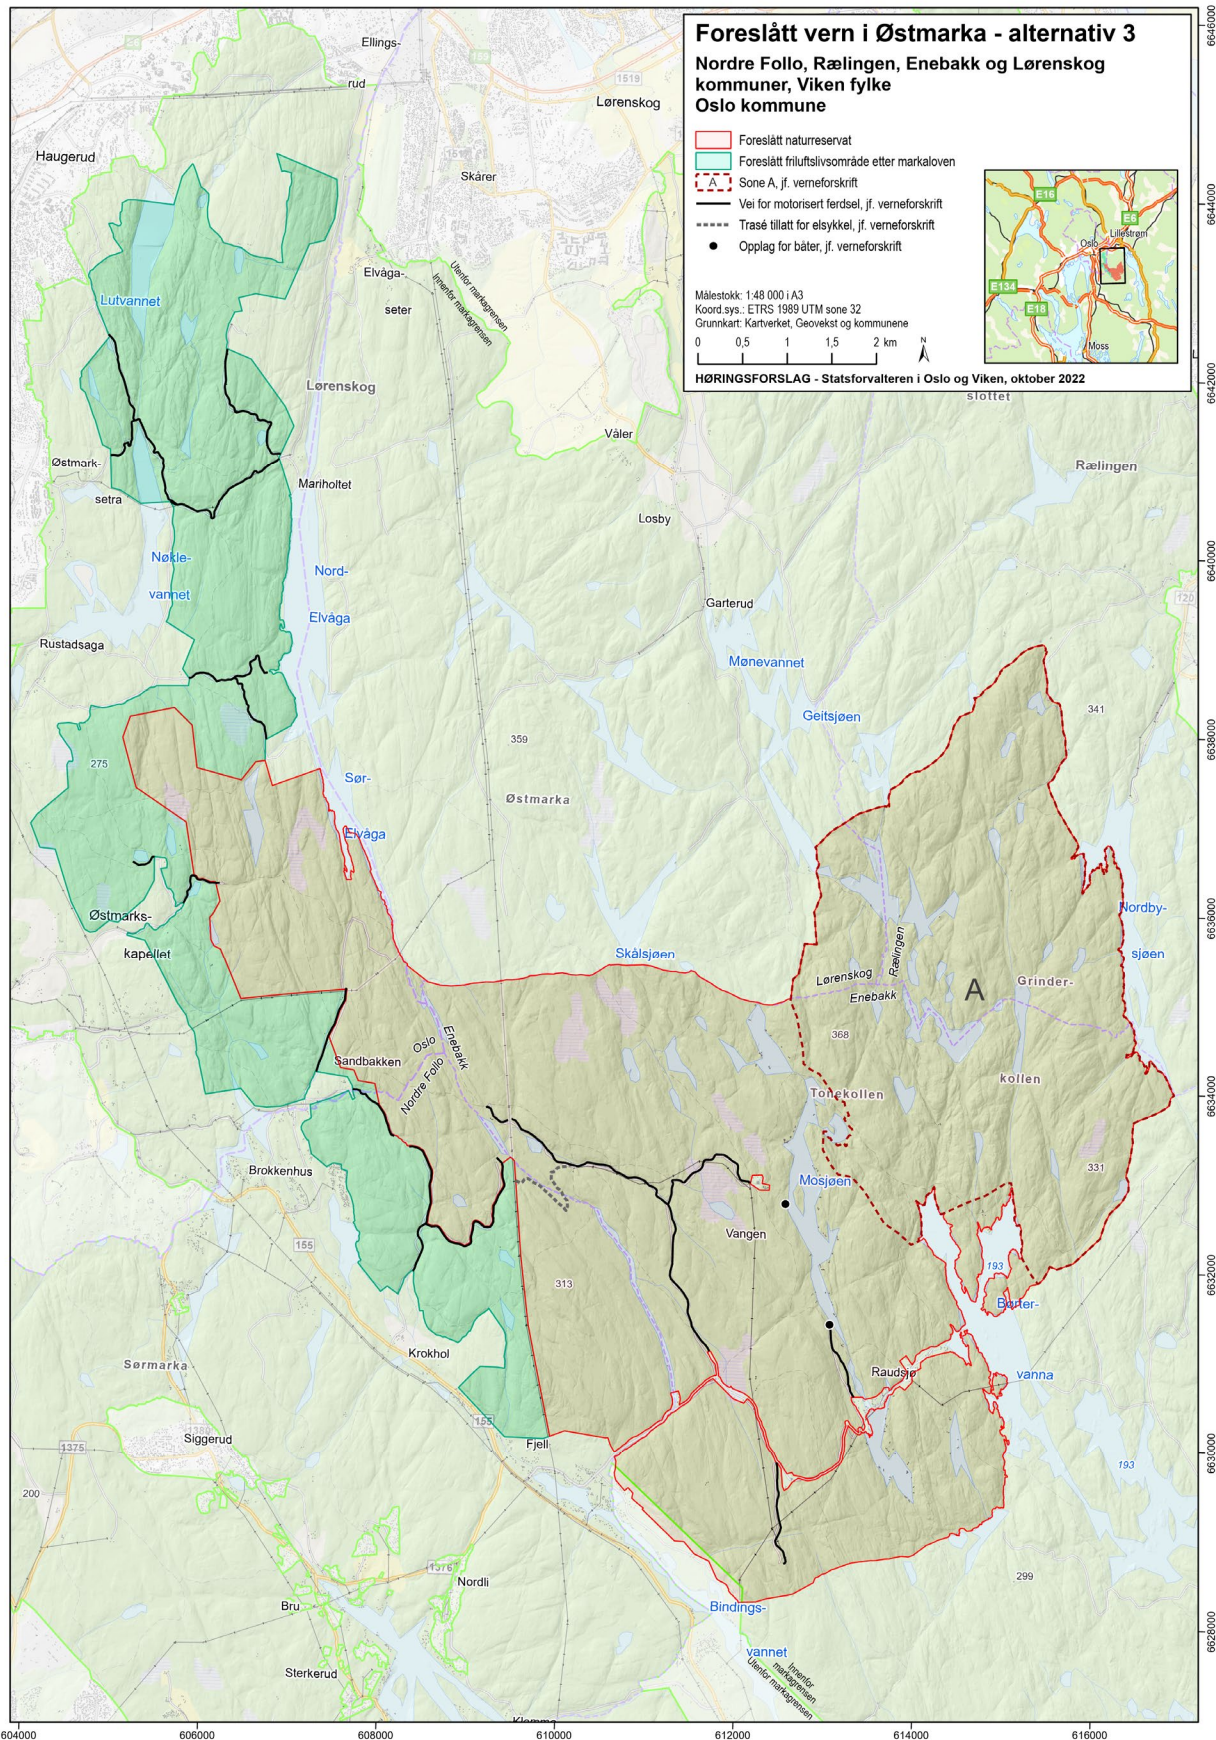 Foreslått vern i Østmarka - alternativ 3
Nordre Follo, Rælingen, Enebakk og Lørenskog
kommuner, Viken fylke
Oslo kommune
Foreslått naturreservat
Foreslått friluftslivsområde etter markaloven
A
Sone A, jf. verneforskrift
Vei for motorisert ferdsel, jf. verneforskrift
Trasé tillatt for elsykkel, jf. verneforskrift
Opplag for båter, jf. verneforskrift
Målestokk: 1:48 000 i A3
Koord.sys.: ETRS 1989 UTM sone 32
Grunnkart: Kartverket, Geovekst og kommunene
0 0,5 1 1,5 2 km
N
HØRINGSFORSLAG - Statsforvalteren i Oslo og Viken, oktober 2022
E16
E6
Lillestrøm
Oslo
E134
E18
Moss
Ellings-
rud
E6
159
1519
Lørenskog
Haugerud
1519
Skårer
Elvåga-
seter
Utenfor markagrensen
Innenfor markagrensen
Lutvannet
Lørenskog
slottet
Våler
Østmark-
setra
Mariholtet
Rælingen
Losby
Nøkle-
vannet
Nord-
Elvåga
120
Garterud
Rustadsaga
Mønevannet
Geitsjøen
341
359
275
Sør-
Elvåga
Østmarka
Østmarks-
kapellet
Nordby-
sjøen
Skålsjøen
Lørenskog
Rælingen
Enebakk
A
Grinder-
kollen
368
Oslo
Enebakk
Nordre Follo
Sandbakken
Tonekollen
Brokkenhus
331
Mosjøen
Vangen
155
193
313
Børter-
vanna
Krokhol
Sørmarka
Raudsjø
155
1375
1380
Siggerud
Fjell
193
200
1376
Nordli
299
Bru
Bindings-
vannet
Innenfor
markagrensen
Utenfor markagrensen
Sterkerud
Klemma
604000 606000 608000 610000 612000 614000 616000
6646000
6644000
6642000
6640000
6638000
6636000
6634000
6632000
6630000
6628000